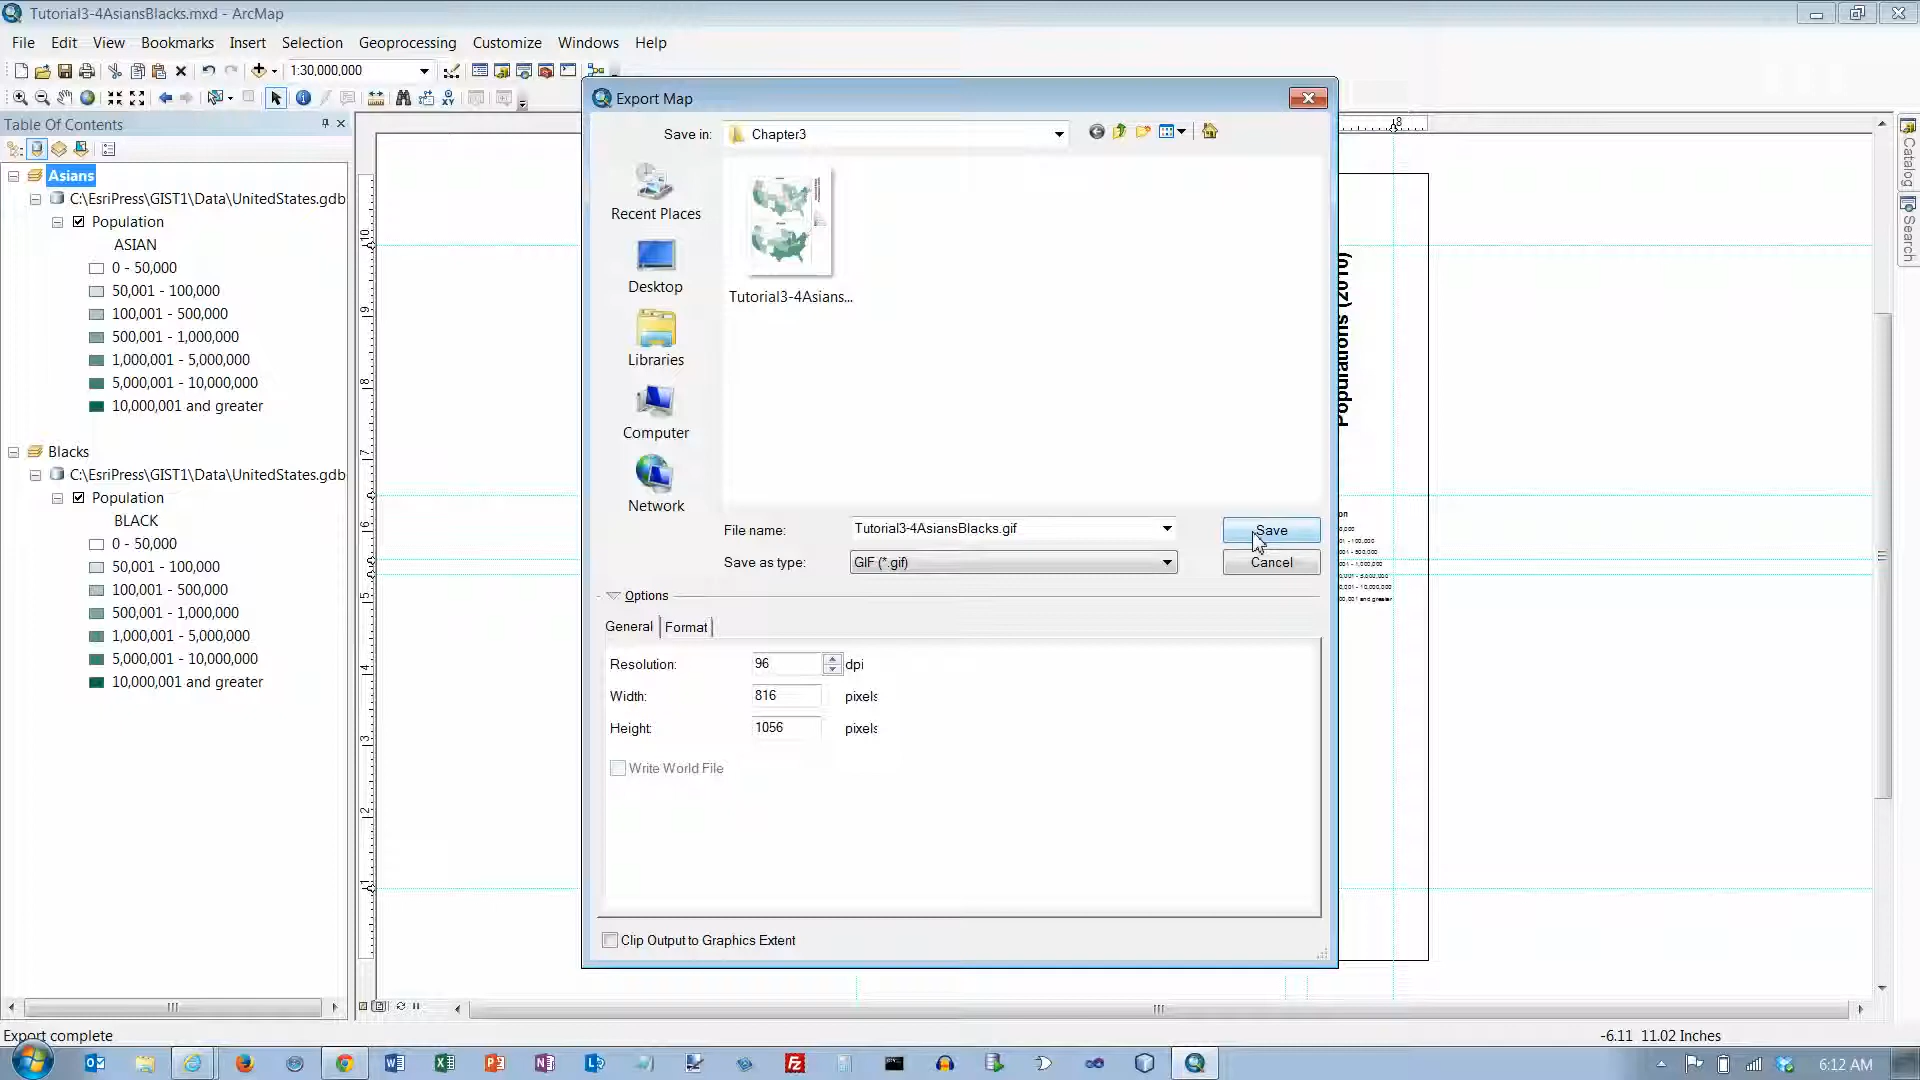 Tutorial3-4AsiansBlacks.mxd - ArcMap
File Edit View Bookmarks Insert Selection Geoprocessing Customize Windows Help
1:30,000,000
Table Of Contents
Asians
C:\EsriPress\GIST1\Data\UnitedStates.gdb
Population
ASIAN
0 - 50,000
50,001 - 100,000
100,001 - 500,000
500,001 - 1,000,000
1,000,001 - 5,000,000
5,000,001 - 10,000,000
10,000,001 and greater
Blacks
C:\EsriPress\GIST1\Data\UnitedStates.gdb
Population
BLACK
0 - 50,000
50,001 - 100,000
100,001 - 500,000
500,001 - 1,000,000
1,000,001 - 5,000,000
5,000,001 - 10,000,000
10,000,001 and greater
Export Map
Save in: Chapter3
Recent Places
Desktop
Libraries
Computer
Network
Tutorial3-4Asians...
File name: Tutorial3-4AsiansBlacks.gif Save
Save as type: GIF (*.gif) Cancel
Options
General Format
Resolution: 96 dpi
Width: 816 pixels
Height: 1056 pixels
Write World File
Clip Output to Graphics Extent
Populations (2010)
Catalog
Search
Export complete
-6.11 11.02 Inches
6:12 AM